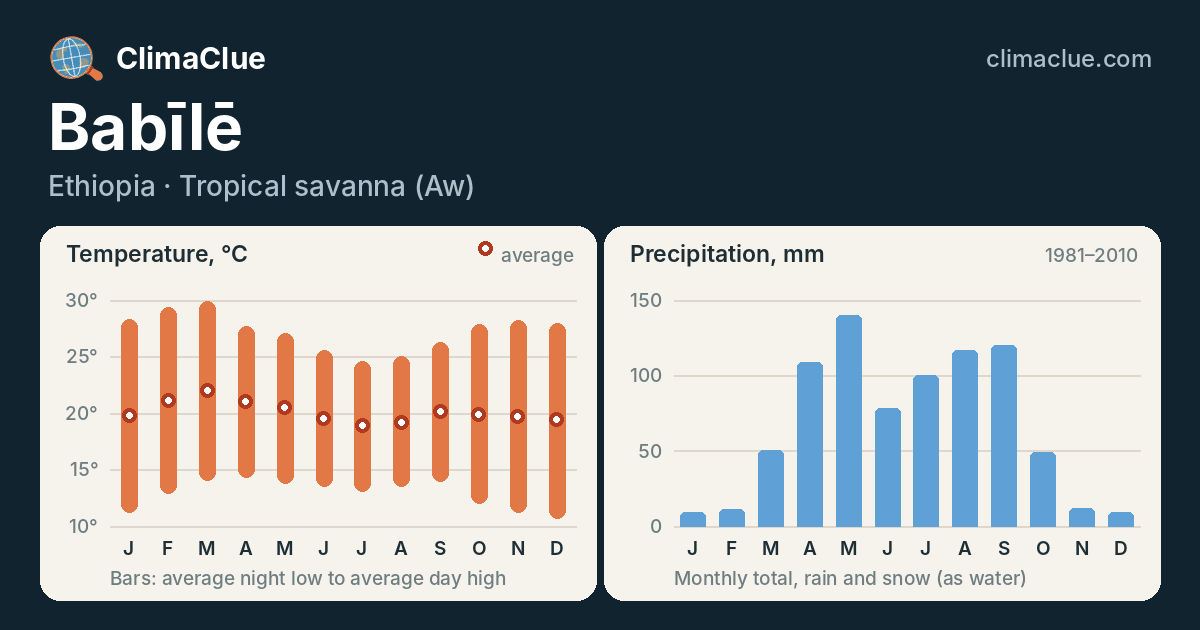 ClimaClue
climaclue.com
Babīlē
Ethiopia · Tropical savanna (Aw)
Temperature, °C
average
30°
25°
20°
15°
10°
J F M A M J J A S O N D
Bars: average night low to average day high
Precipitation, mm
1981–2010
150
100
50
0
J F M A M J J A S O N D
Monthly total, rain and snow (as water)